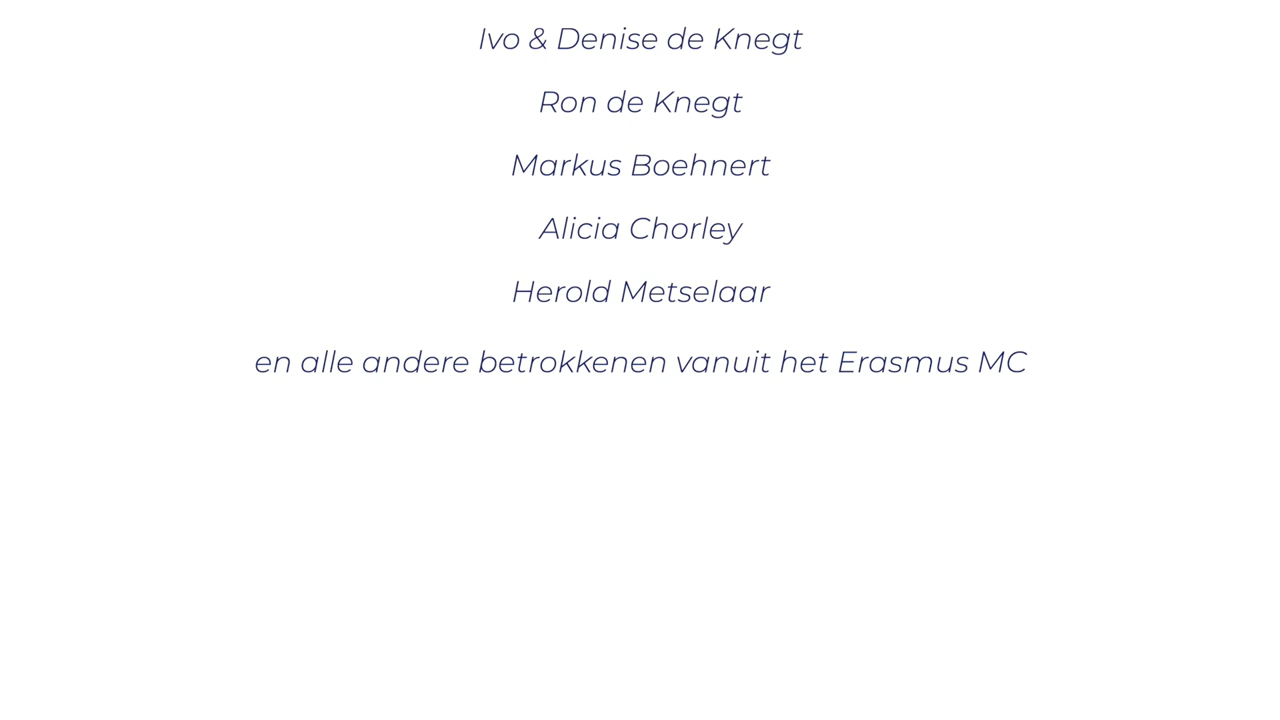 Ivo & Denise de Knegt
Ron de Knegt
Markus Boehnert
Alicia Chorley
Herold Metselaar
en alle andere betrokkenen vanuit het Erasmus MC